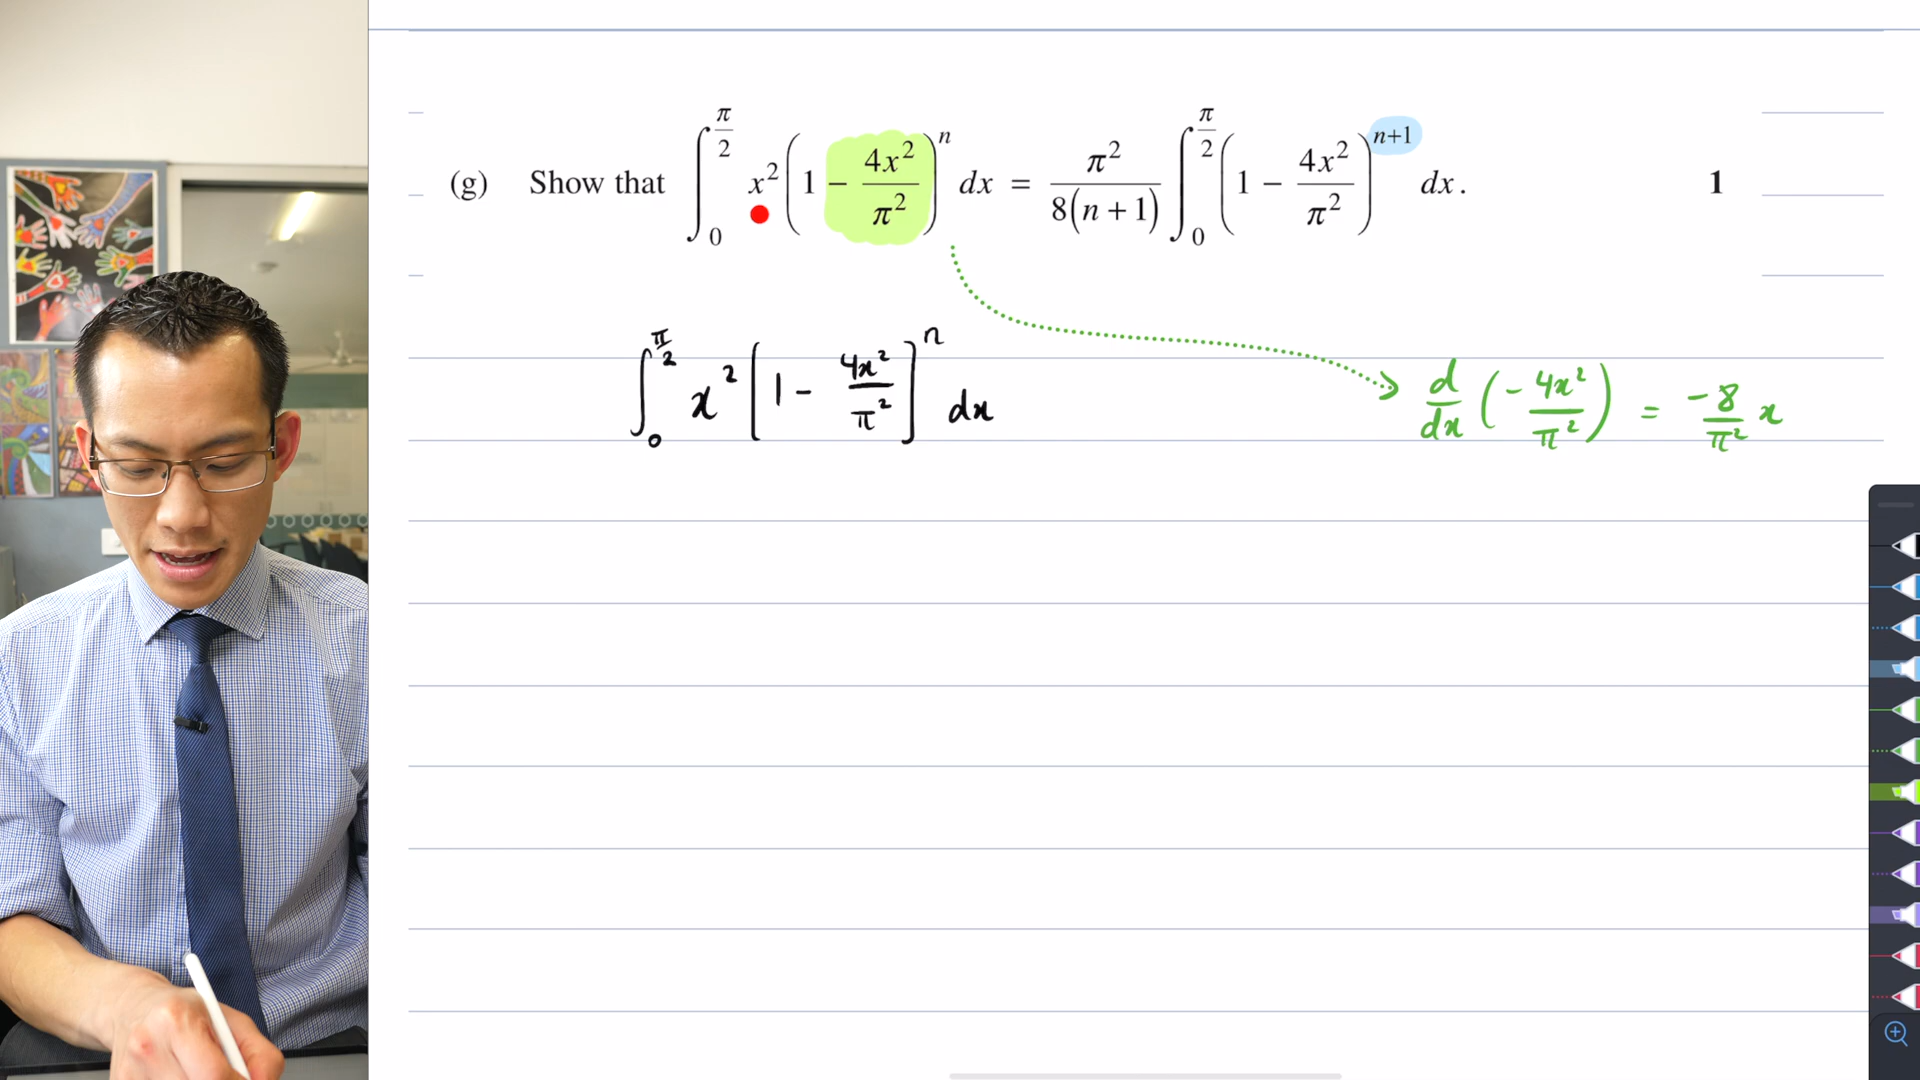 (g) Show that ∫₀^{π/2} x²(1 − 4x²/π²)ⁿ dx = π²/8(n + 1) ∫₀^{π/2} (1 − 4x²/π²)^{n+1} dx. 1
∫₀^{π/2} x² [1 − 4x²/π²]ⁿ dx
d/dx (− 4x²/π²) = −8/π² x